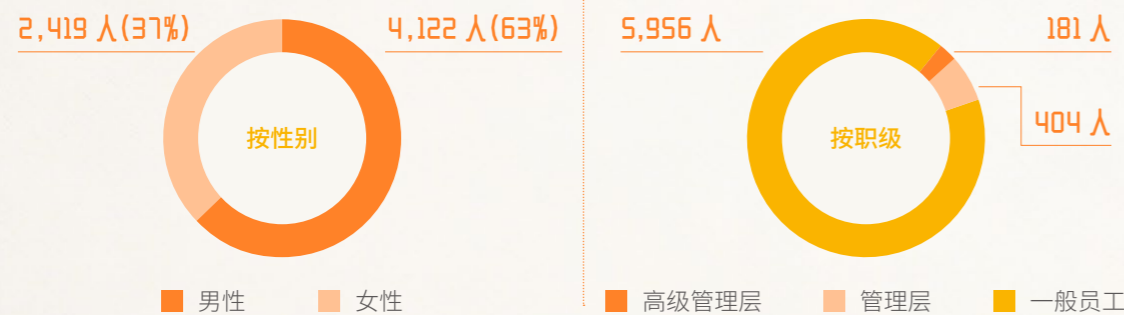 2,419 人(37%)
4,122 人(63%)
按性别
男性
女性
5,956 人
181 人
404 人
按职级
高级管理层
管理层
一般员工